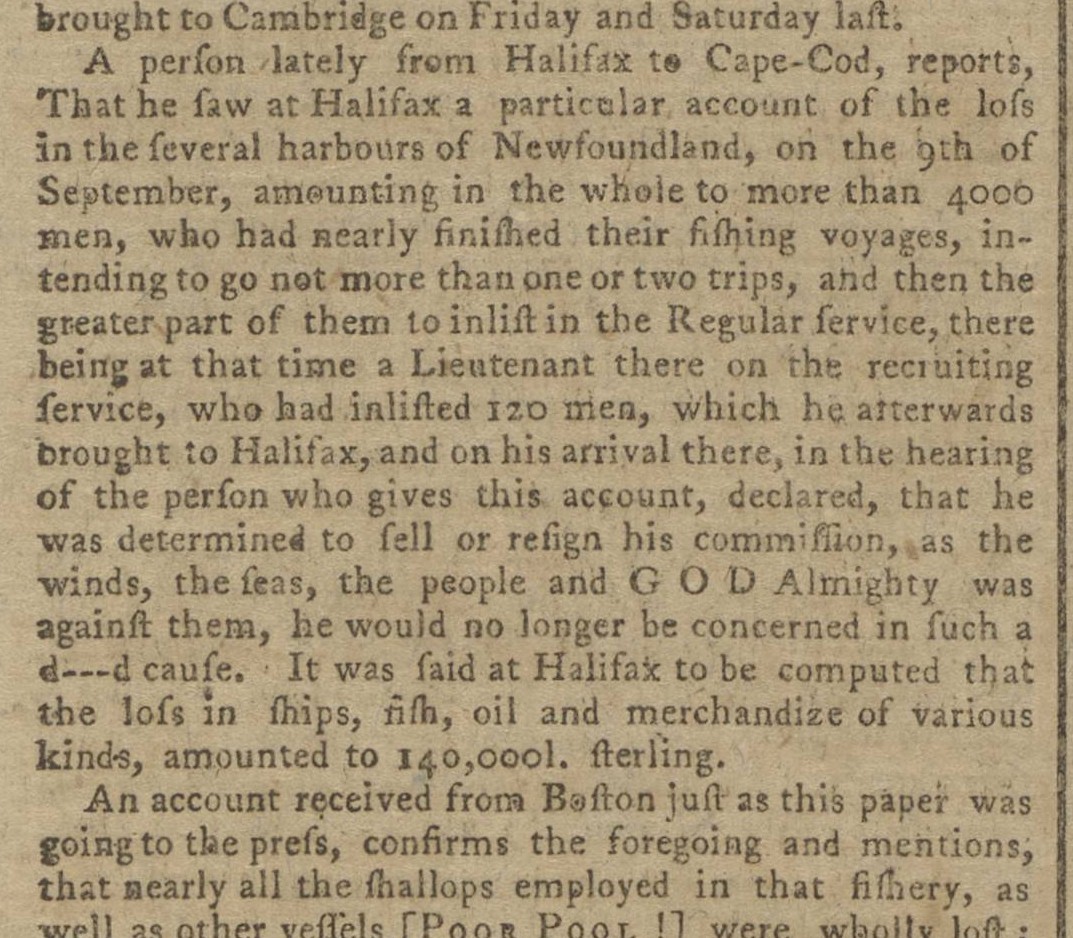 brought to Cambridge on Friday and Saturday laſt.
A perſon lately from Halifax to Cape-Cod, reports,
That he ſaw at Halifax a particular account of the loſs
in the ſeveral harbours of Newfoundland, on the 9th of
September, amounting in the whole to more than 4000
men, who had nearly finiſhed their fiſhing voyages, in-
tending to go not more than one or two trips, and then the
greater part of them to inliſt in the Regular ſervice, there
being at that time a Lieutenant there on the recruiting
ſervice, who had inliſted 120 men, which he afterwards
brought to Halifax, and on his arrival there, in the hearing
of the perſon who gives this account, declared, that he
was determined to ſell or reſign his commiſſion, as the
winds, the ſeas, the people and G O D Almighty was
againſt them, he would no longer be concerned in ſuch a
d---d cauſe. It was ſaid at Halifax to be computed that
the loſs in ſhips, fiſh, oil and merchandize of various
kinds, amounted to 140,000l. ſterling.
An account received from Boſton juſt as this paper was
going to the preſs, confirms the foregoing and mentions,
that nearly all the ſhallops employed in that fiſhery, as
well as other veſſels [POOR POOL !] were wholly loſt ;